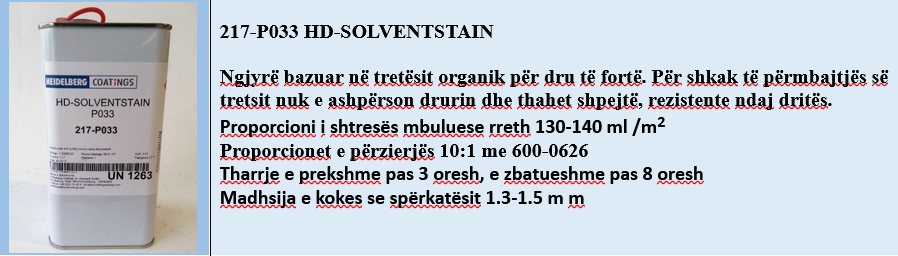 HEIDELBERG COATINGS
HD-SOLVENTSTAIN
P033
217-P033
UN 1263
217-P033 HD-SOLVENTSTAIN
Ngjyrë bazuar në tretësit organik për dru të fortë. Për shkak të përmbajtjës së
tretsit nuk e ashpërson drurin dhe thahet shpejtë, rezistente ndaj dritës.
Proporcioni i shtresës mbuluese rreth 130-140 ml /m²
Proporcionet e përzierjës 10:1 me 600-0626
Tharrje e prekshme pas 3 oresh, e zbatueshme pas 8 oresh
Madhsija e kokes se spërkatësit 1.3-1.5 m m